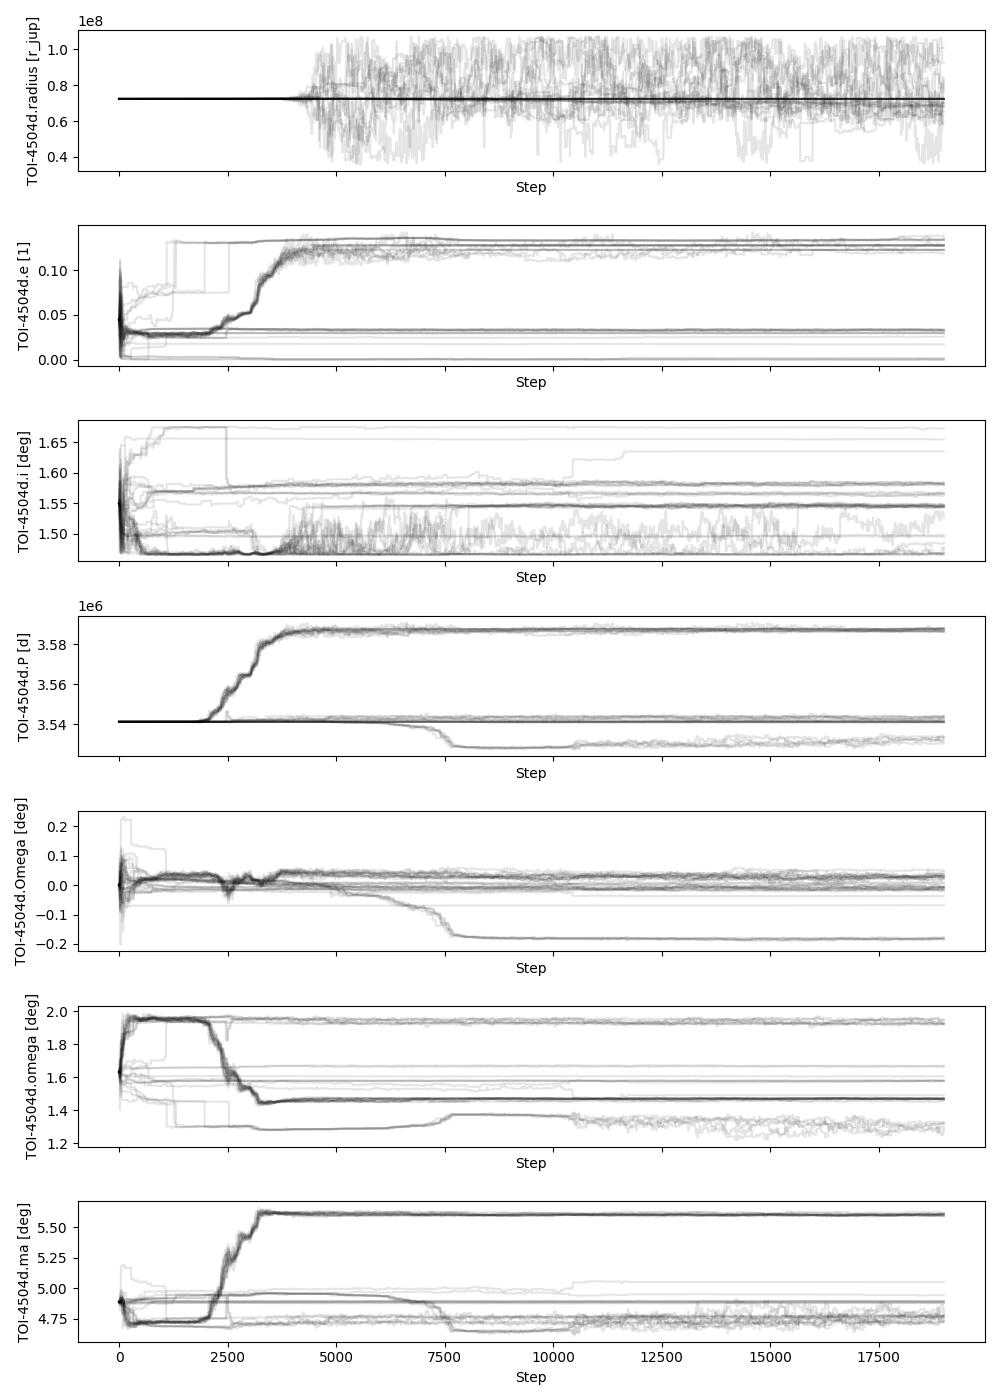 1e8
TOI-4504d.radius [r_jup]
1.0
0.8
0.6
0.4
Step
TOI-4504d.e [1]
0.10
0.05
0.00
Step
TOI-4504d.i [deg]
1.65
1.60
1.55
1.50
Step
1e6
TOI-4504d.P [d]
3.58
3.56
3.54
Step
TOI-4504d.Omega [deg]
0.2
0.1
0.0
−0.1
−0.2
Step
TOI-4504d.omega [deg]
2.0
1.8
1.6
1.4
1.2
Step
TOI-4504d.ma [deg]
5.50
5.25
5.00
4.75
0 2500 5000 7500 10000 12500 15000 17500
Step